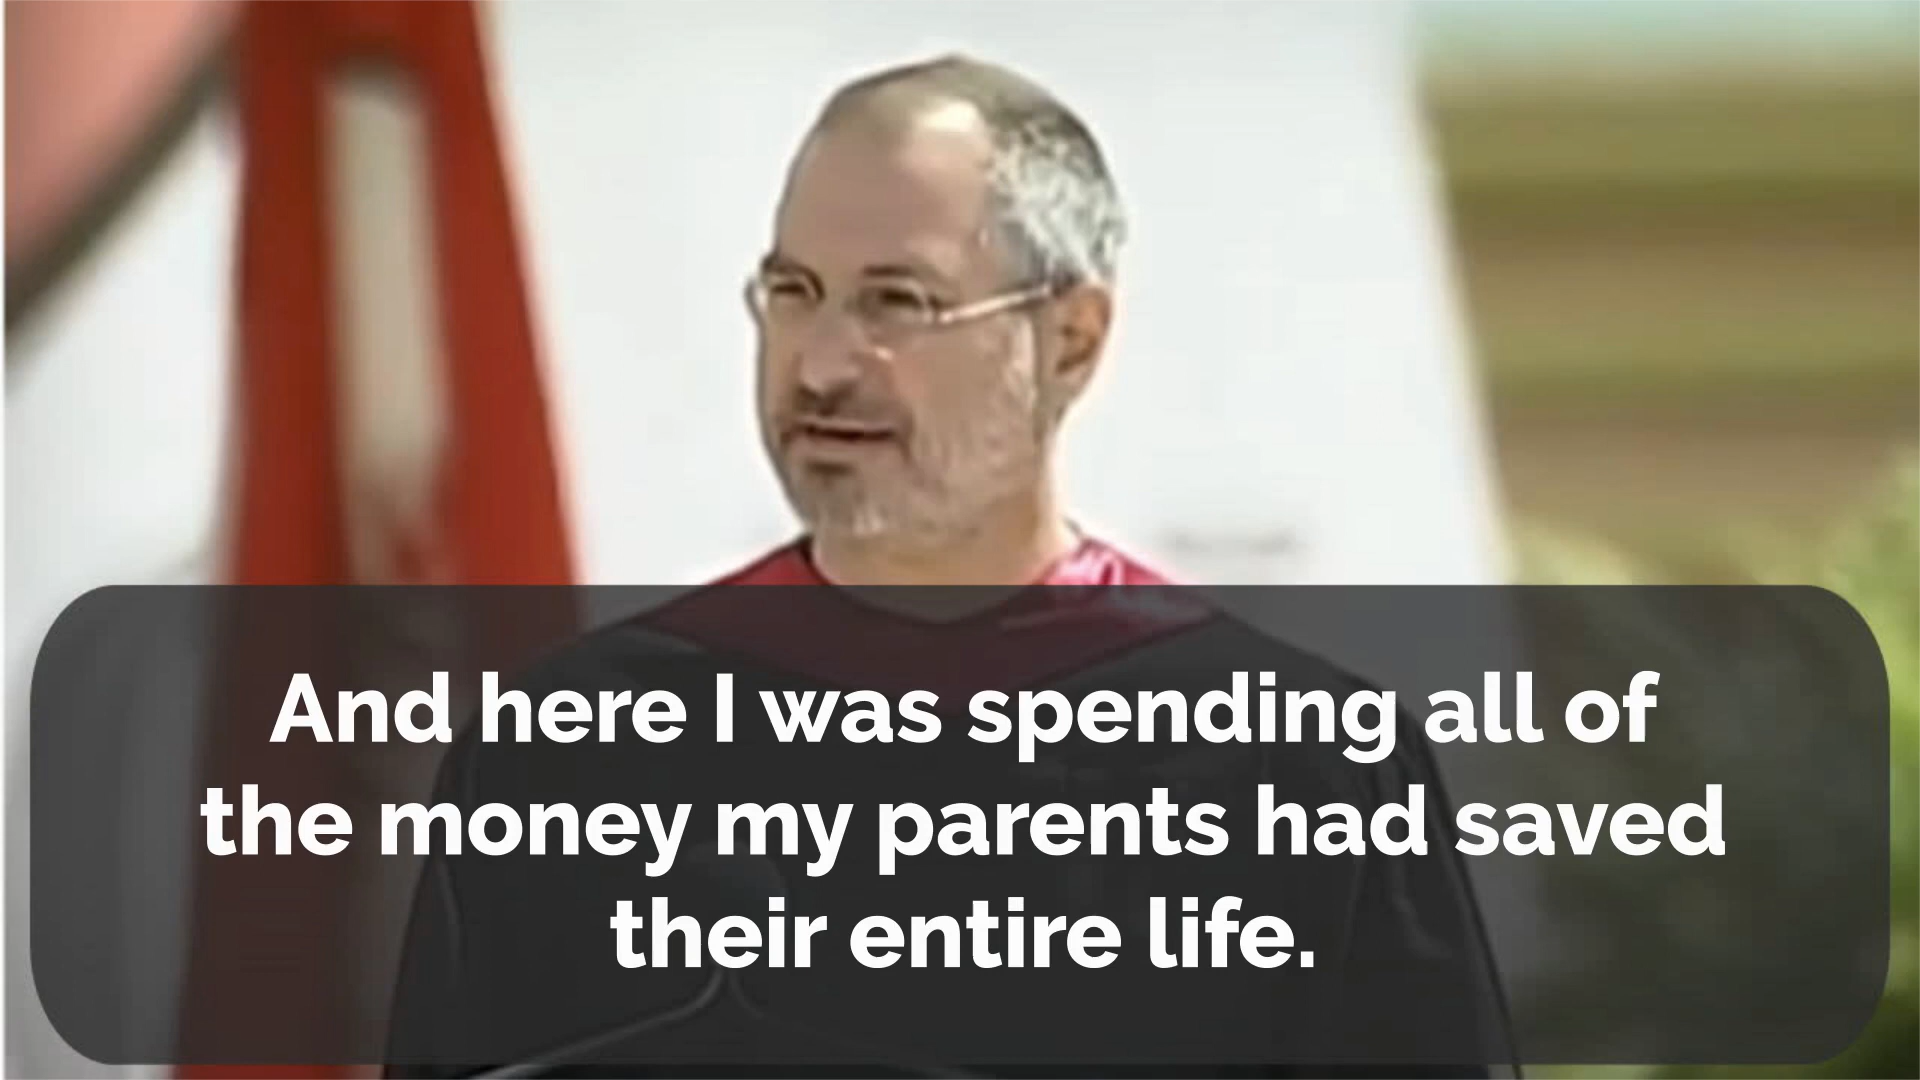 And here I was spending all of
the money my parents had saved
their entire life.